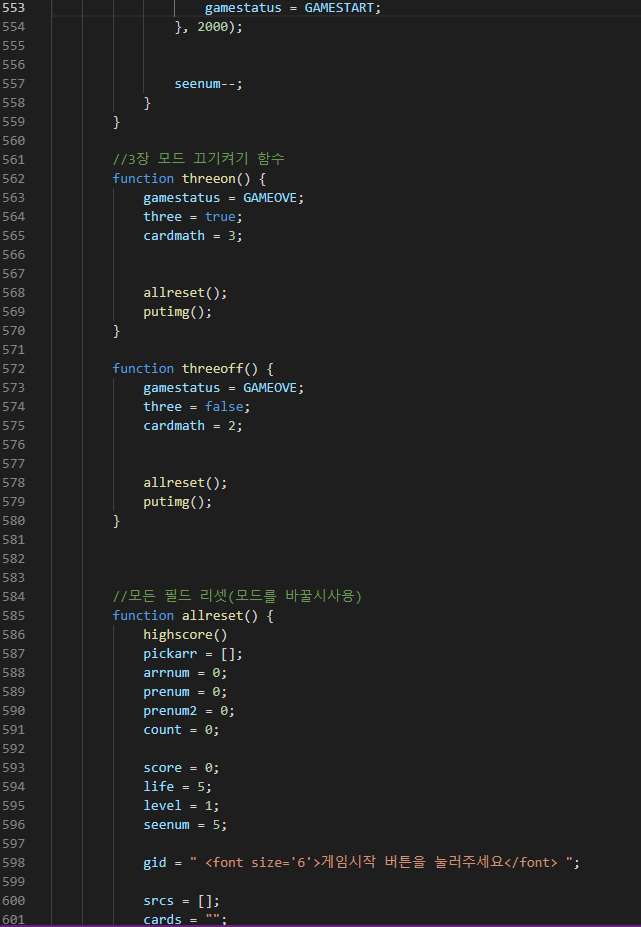 553 gamestatus = GAMESTART;
554 }, 2000);
555
556
557 seenum--;
558 }
559 }
560
561 //3장 모드 끄기켜기 함수
562 function threeon() {
563 gamestatus = GAMEOVE;
564 three = true;
565 cardmath = 3;
566
567
568 allreset();
569 putimg();
570 }
571
572 function threeoff() {
573 gamestatus = GAMEOVE;
574 three = false;
575 cardmath = 2;
576
577
578 allreset();
579 putimg();
580 }
581
582
583
584 //모든 필드 리셋(모드를 바꿀시사용)
585 function allreset() {
586 highscore()
587 pickarr = [];
588 arrnum = 0;
589 prenum = 0;
590 prenum2 = 0;
591 count = 0;
592
593 score = 0;
594 life = 5;
595 level = 1;
596 seenum = 5;
597
598 gid = " <font size='6'>게임시작 버튼을 눌러주세요</font> ";
599
600 srcs = [];
601 cards = "";